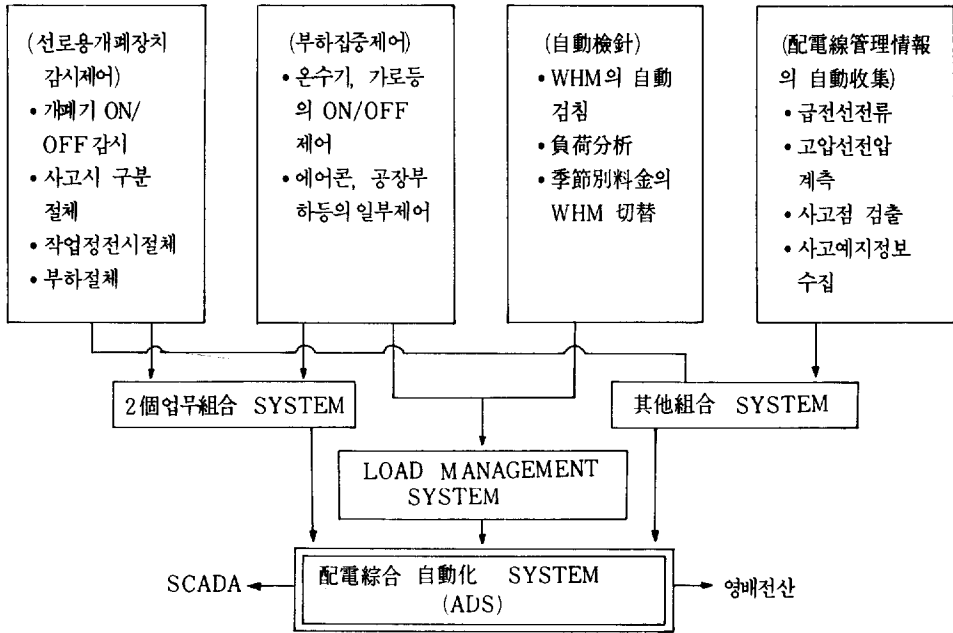 (선로용개폐장치
감시제어)
• 개폐기 ON/
OFF 감시
• 사고시 구분
절체
• 작업정전시절체
• 부하절체
(부하집중제어)
• 온수기, 가로등
의 ON/OFF
제어
• 에어콘, 공장부
하등의 일부제어
(自動檢針)
• WHM의 自動
검침
• 負荷分析
• 季節別料金의
WHM 切替
(配電線管理情報
의 自動收集)
• 급전선전류
• 고압선전압
계측
• 사고점 검출
• 사고예지정보
수집
2個업무組合 SYSTEM
其他組合 SYSTEM
LOAD MANAGEMENT
SYSTEM
SCADA
配電綜合 自動化 SYSTEM
(ADS)
영배전산